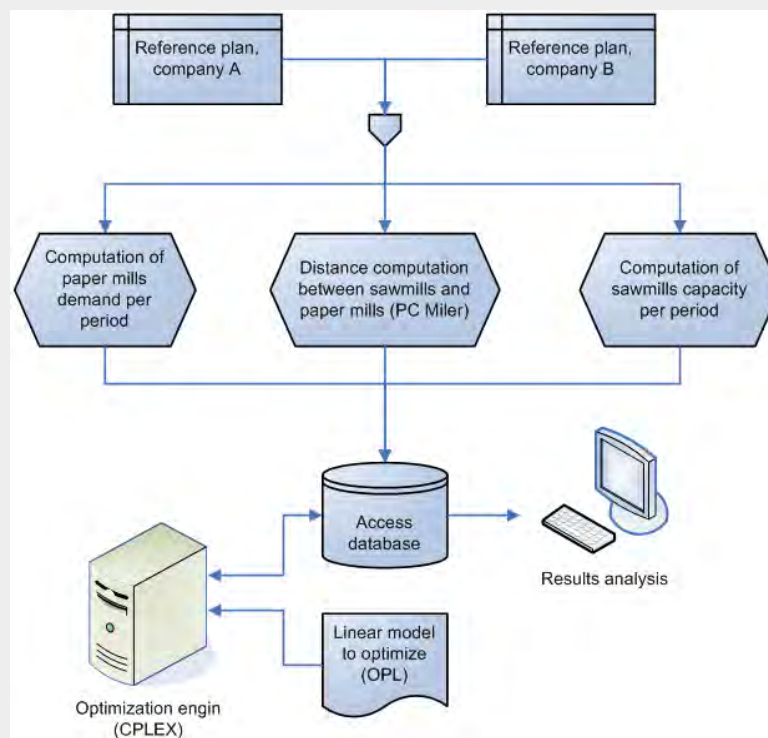 Reference plan,
company A
Reference plan,
company B
Computation of
paper mills
demand per
period
Distance computation
between sawmills and
paper mills (PC Miler)
Computation of
sawmills capacity
per period
Access
database
Results analysis
Linear model
to optimize
(OPL)
Optimization engin
(CPLEX)